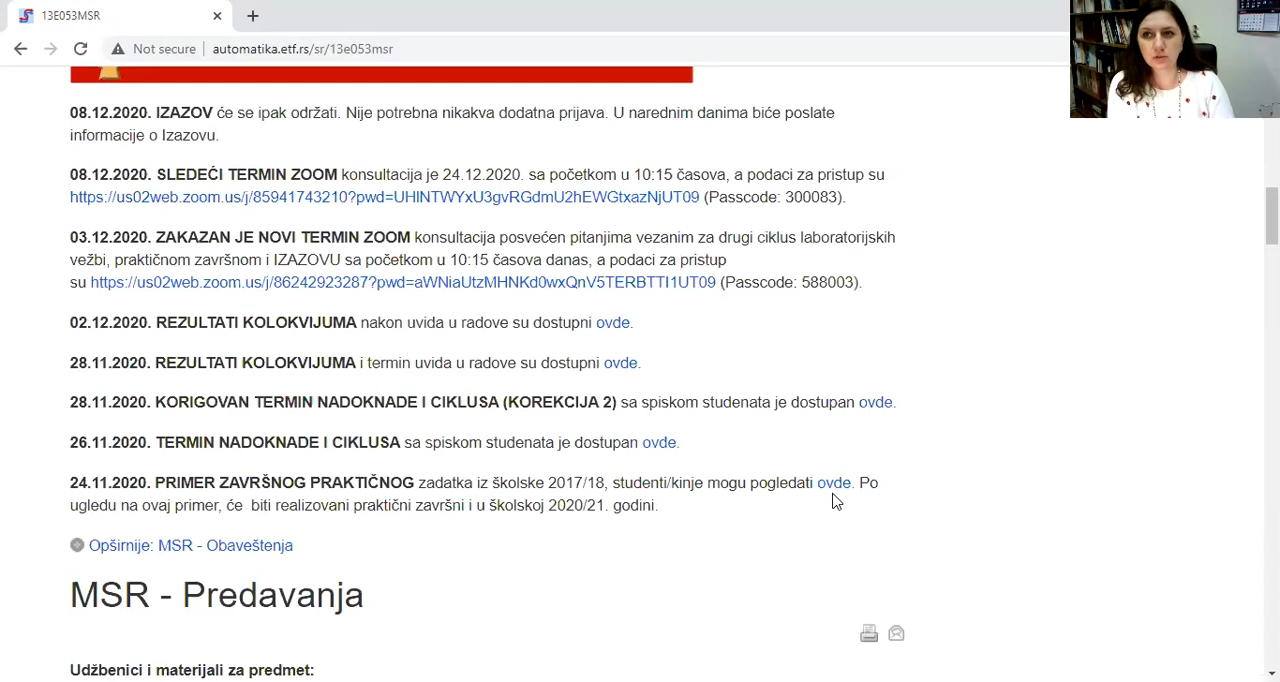 13E053MSR
Not secure
automatika.etf.rs/sr/13e053msr
08.12.2020. IZAZOV će se ipak održati. Nije potrebna nikakva dodatna prijava. U narednim danima biće poslate
informacije o Izazovu.
08.12.2020. SLEDEĆI TERMIN ZOOM konsultacija je 24.12.2020. sa početkom u 10:15 časova, a podaci za pristup su
https://us02web.zoom.us/j/85941743210?pwd=UHlNTWYxU3gvRGdmU2hEWGtxazNjUT09 (Passcode: 300083).
03.12.2020. ZAKAZAN JE NOVI TERMIN ZOOM konsultacija posvećen pitanjima vezanim za drugi ciklus laboratorijskih
vežbi, praktičnom završnom i IZAZOVU sa početkom u 10:15 časova danas, a podaci za pristup
su https://us02web.zoom.us/j/86242923287?pwd=aWNiaUtzMHNKd0wxQnV5TERBTTI1UT09 (Passcode: 588003).
02.12.2020. REZULTATI KOLOKVIJUMA nakon uvida u radove su dostupni ovde.
28.11.2020. REZULTATI KOLOKVIJUMA i termin uvida u radove su dostupni ovde.
28.11.2020. KORIGOVAN TERMIN NADOKNADE I CIKLUSA (KOREKCIJA 2) sa spiskom studenata je dostupan ovde.
26.11.2020. TERMIN NADOKNADE I CIKLUSA sa spiskom studenata je dostupan ovde.
24.11.2020. PRIMER ZAVRŠNOG PRAKTIČNOG zadatka iz školske 2017/18, studenti/kinje mogu pogledati ovde. Po
ugledu na ovaj primer, će biti realizovani praktični završni i u školskoj 2020/21. godini.
Opširnije: MSR - Obaveštenja
MSR - Predavanja
Udžbenici i materijali za predmet: